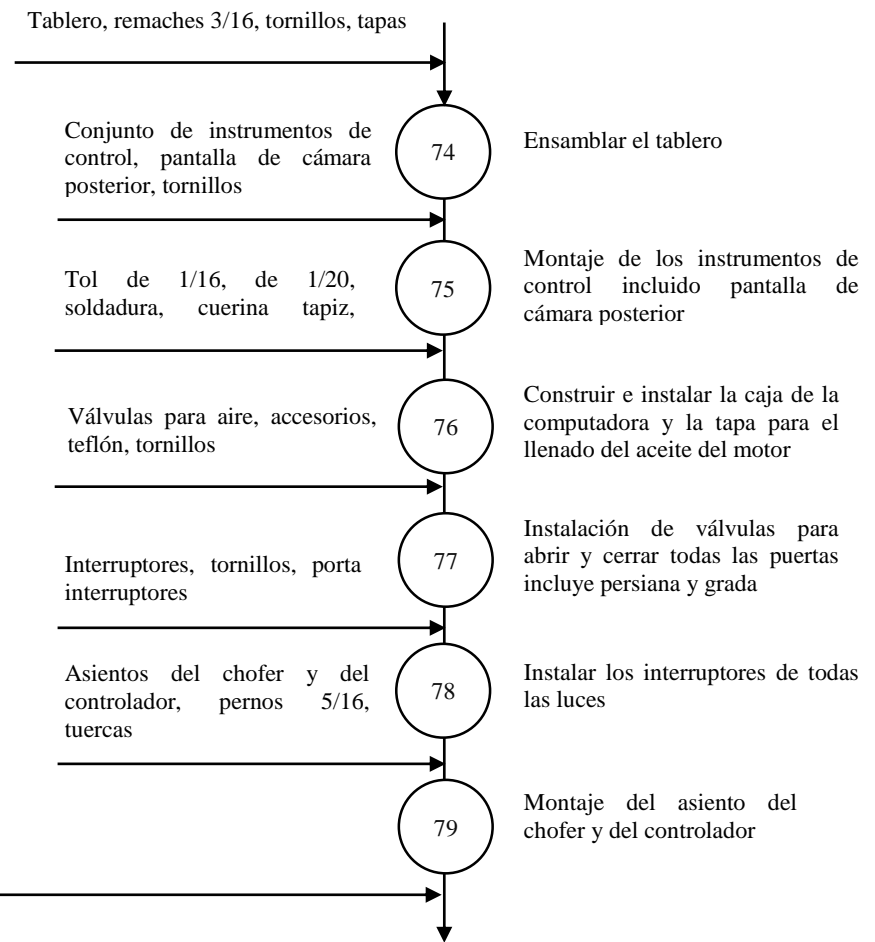 Tablero, remaches 3/16, tornillos, tapas
Conjunto de instrumentos de
control, pantalla de cámara
posterior, tornillos
74
Ensamblar el tablero
Tol de 1/16, de 1/20,
soldadura, cuerina tapiz,
75
Montaje de los instrumentos de
control incluido pantalla de
cámara posterior
Válvulas para aire, accesorios,
teflón, tornillos
76
Construir e instalar la caja de la
computadora y la tapa para el
llenado del aceite del motor
Interruptores, tornillos, porta
interruptores
77
Instalación de válvulas para
abrir y cerrar todas las puertas
incluye persiana y grada
Asientos del chofer y del
controlador, pernos 5/16,
tuercas
78
Instalar los interruptores de todas
las luces
79
Montaje del asiento del
chofer y del controlador